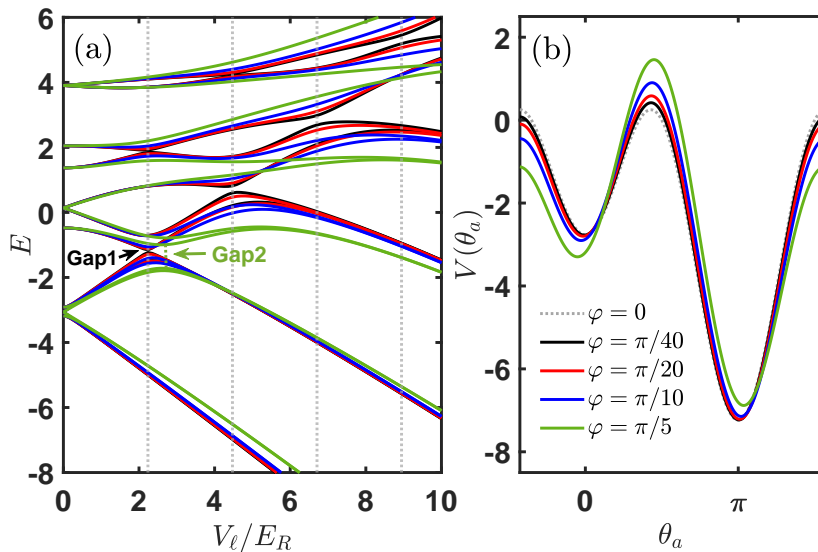 (a)
6
4
2
0
-2
-4
-6
-8
E
Gap1
Gap2
0 2 4 6 8 10
V_ℓ/E_R
(b)
2
0
-2
-4
-6
-8
V(θ_a)
φ = 0
φ = π/40
φ = π/20
φ = π/10
φ = π/5
0 π
θ_a